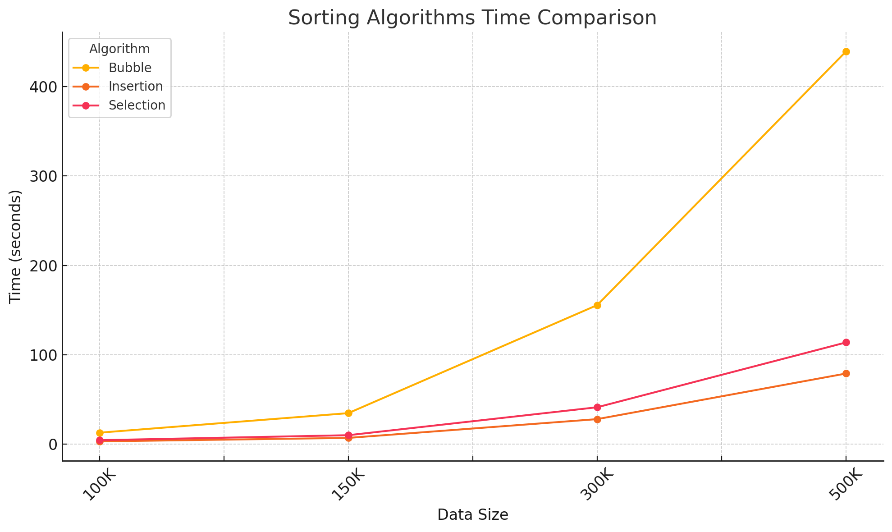 Sorting Algorithms Time Comparison
Algorithm
Bubble
Insertion
Selection
Time (seconds)
400
300
200
100
0
100K
150K
300K
500K
Data Size